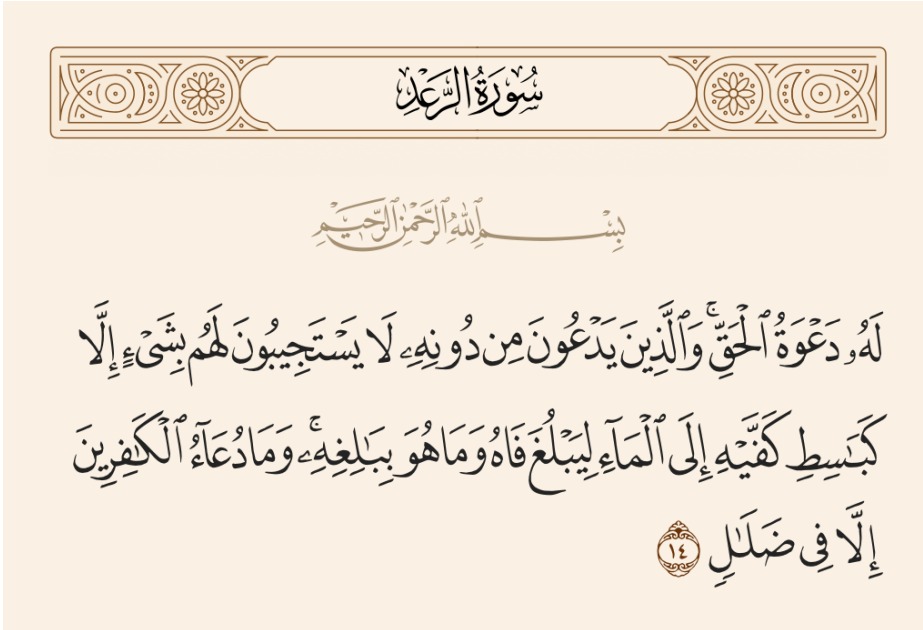 سُورَةُ الرَّعْدِ
بِسْمِ ٱللَّهِ ٱلرَّحْمَٰنِ ٱلرَّحِيمِ
لَهُۥ دَعْوَةُ ٱلْحَقِّ ۚ وَٱلَّذِينَ يَدْعُونَ مِن دُونِهِۦ لَا يَسْتَجِيبُونَ لَهُم بِشَىْءٍ إِلَّا
كَبَـٰسِطِ كَفَّيْهِ إِلَى ٱلْمَآءِ لِيَبْلُغَ فَاهُ وَمَا هُوَ بِبَـٰلِغِهِۦ ۚ وَمَا دُعَآءُ ٱلْكَـٰفِرِينَ
إِلَّا فِى ضَلَـٰلٍ ١٤